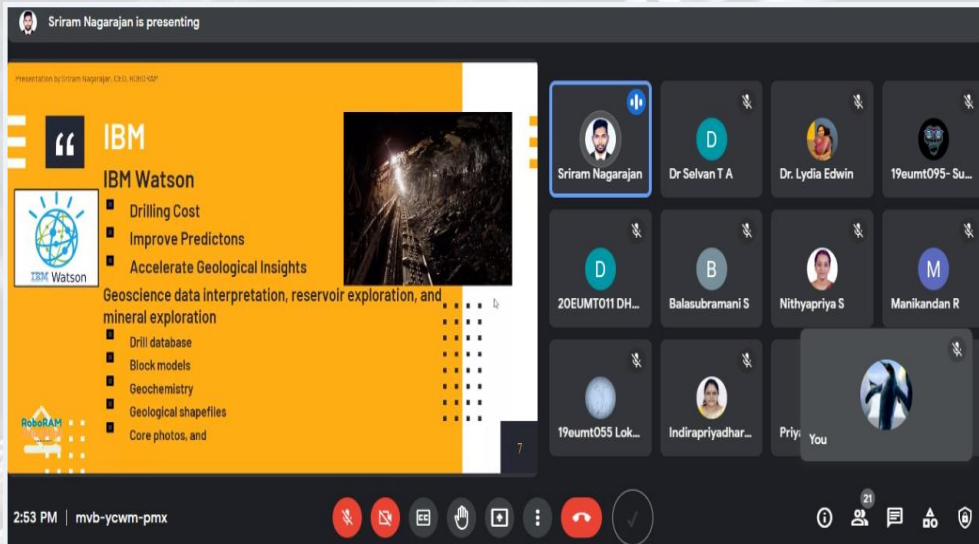 Sriram Nagarajan is presenting
Presentation by Sriram Nagarajan, CEO, ROBORAM
“
IBM
IBM Watson
Drilling Cost
Improve Predictons
Accelerate Geological Insights
Geoscience data interpretation, reservoir exploration, and
mineral exploration
Drill database
Block models
Geochemistry
Geological shapefiles
Core photos, and
IBM Watson
RoboRAM
7
Sriram Nagarajan
D
Dr Selvan T A
Dr. Lydia Edwin
19eumt095- Su...
D
20EUMT011 DH...
B
Balasubramani S
Nithyapriya S
M
Manikandan R
19eumt055 Lok...
Indirapriyadhar...
Priya
You
2:53 PM | mvb-ycwm-pmx
CC
21